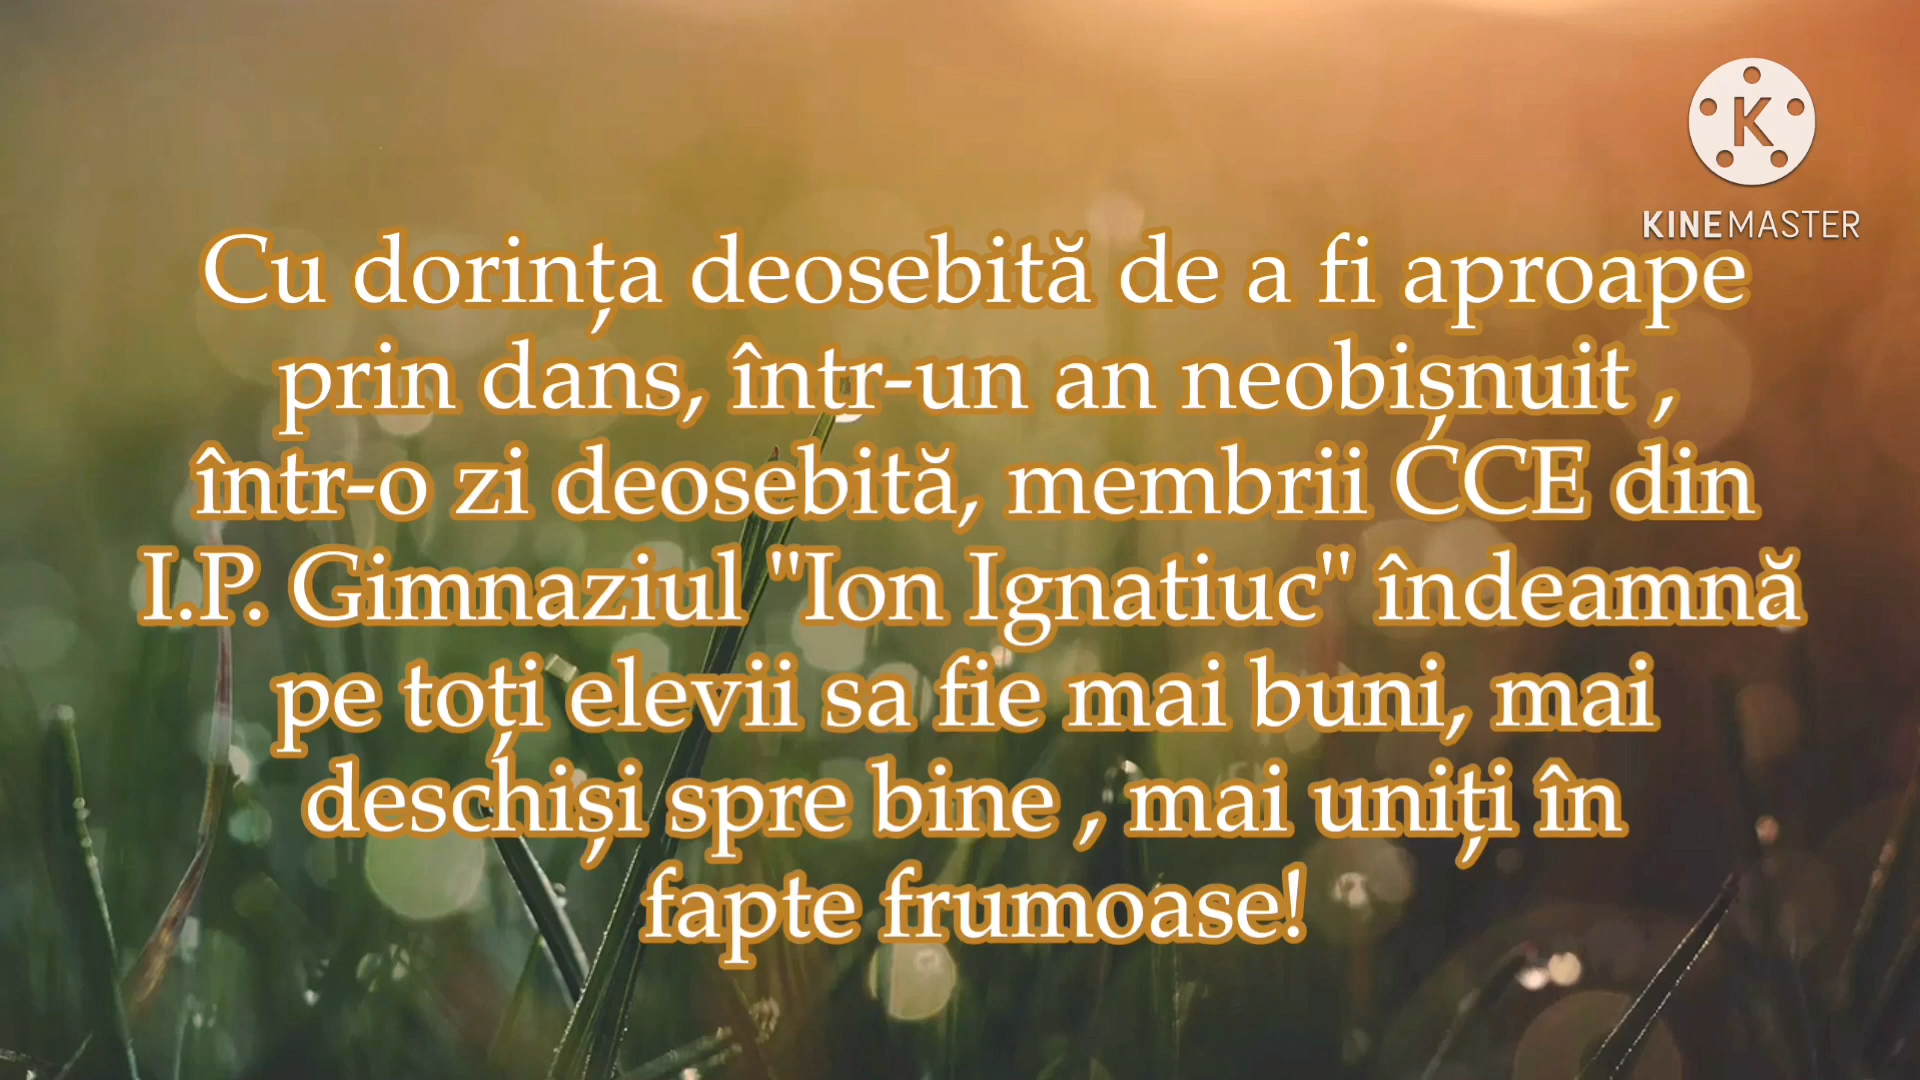 K
KINEMASTER
Cu dorința deosebită de a fi aproape
prin dans, într-un an neobișnuit ,
într-o zi deosebită, membrii CCE din
I.P. Gimnaziul "Ion Ignatiuc" îndeamnă
pe toți elevii sa fie mai buni, mai
deschiși spre bine , mai uniți în
fapte frumoase!